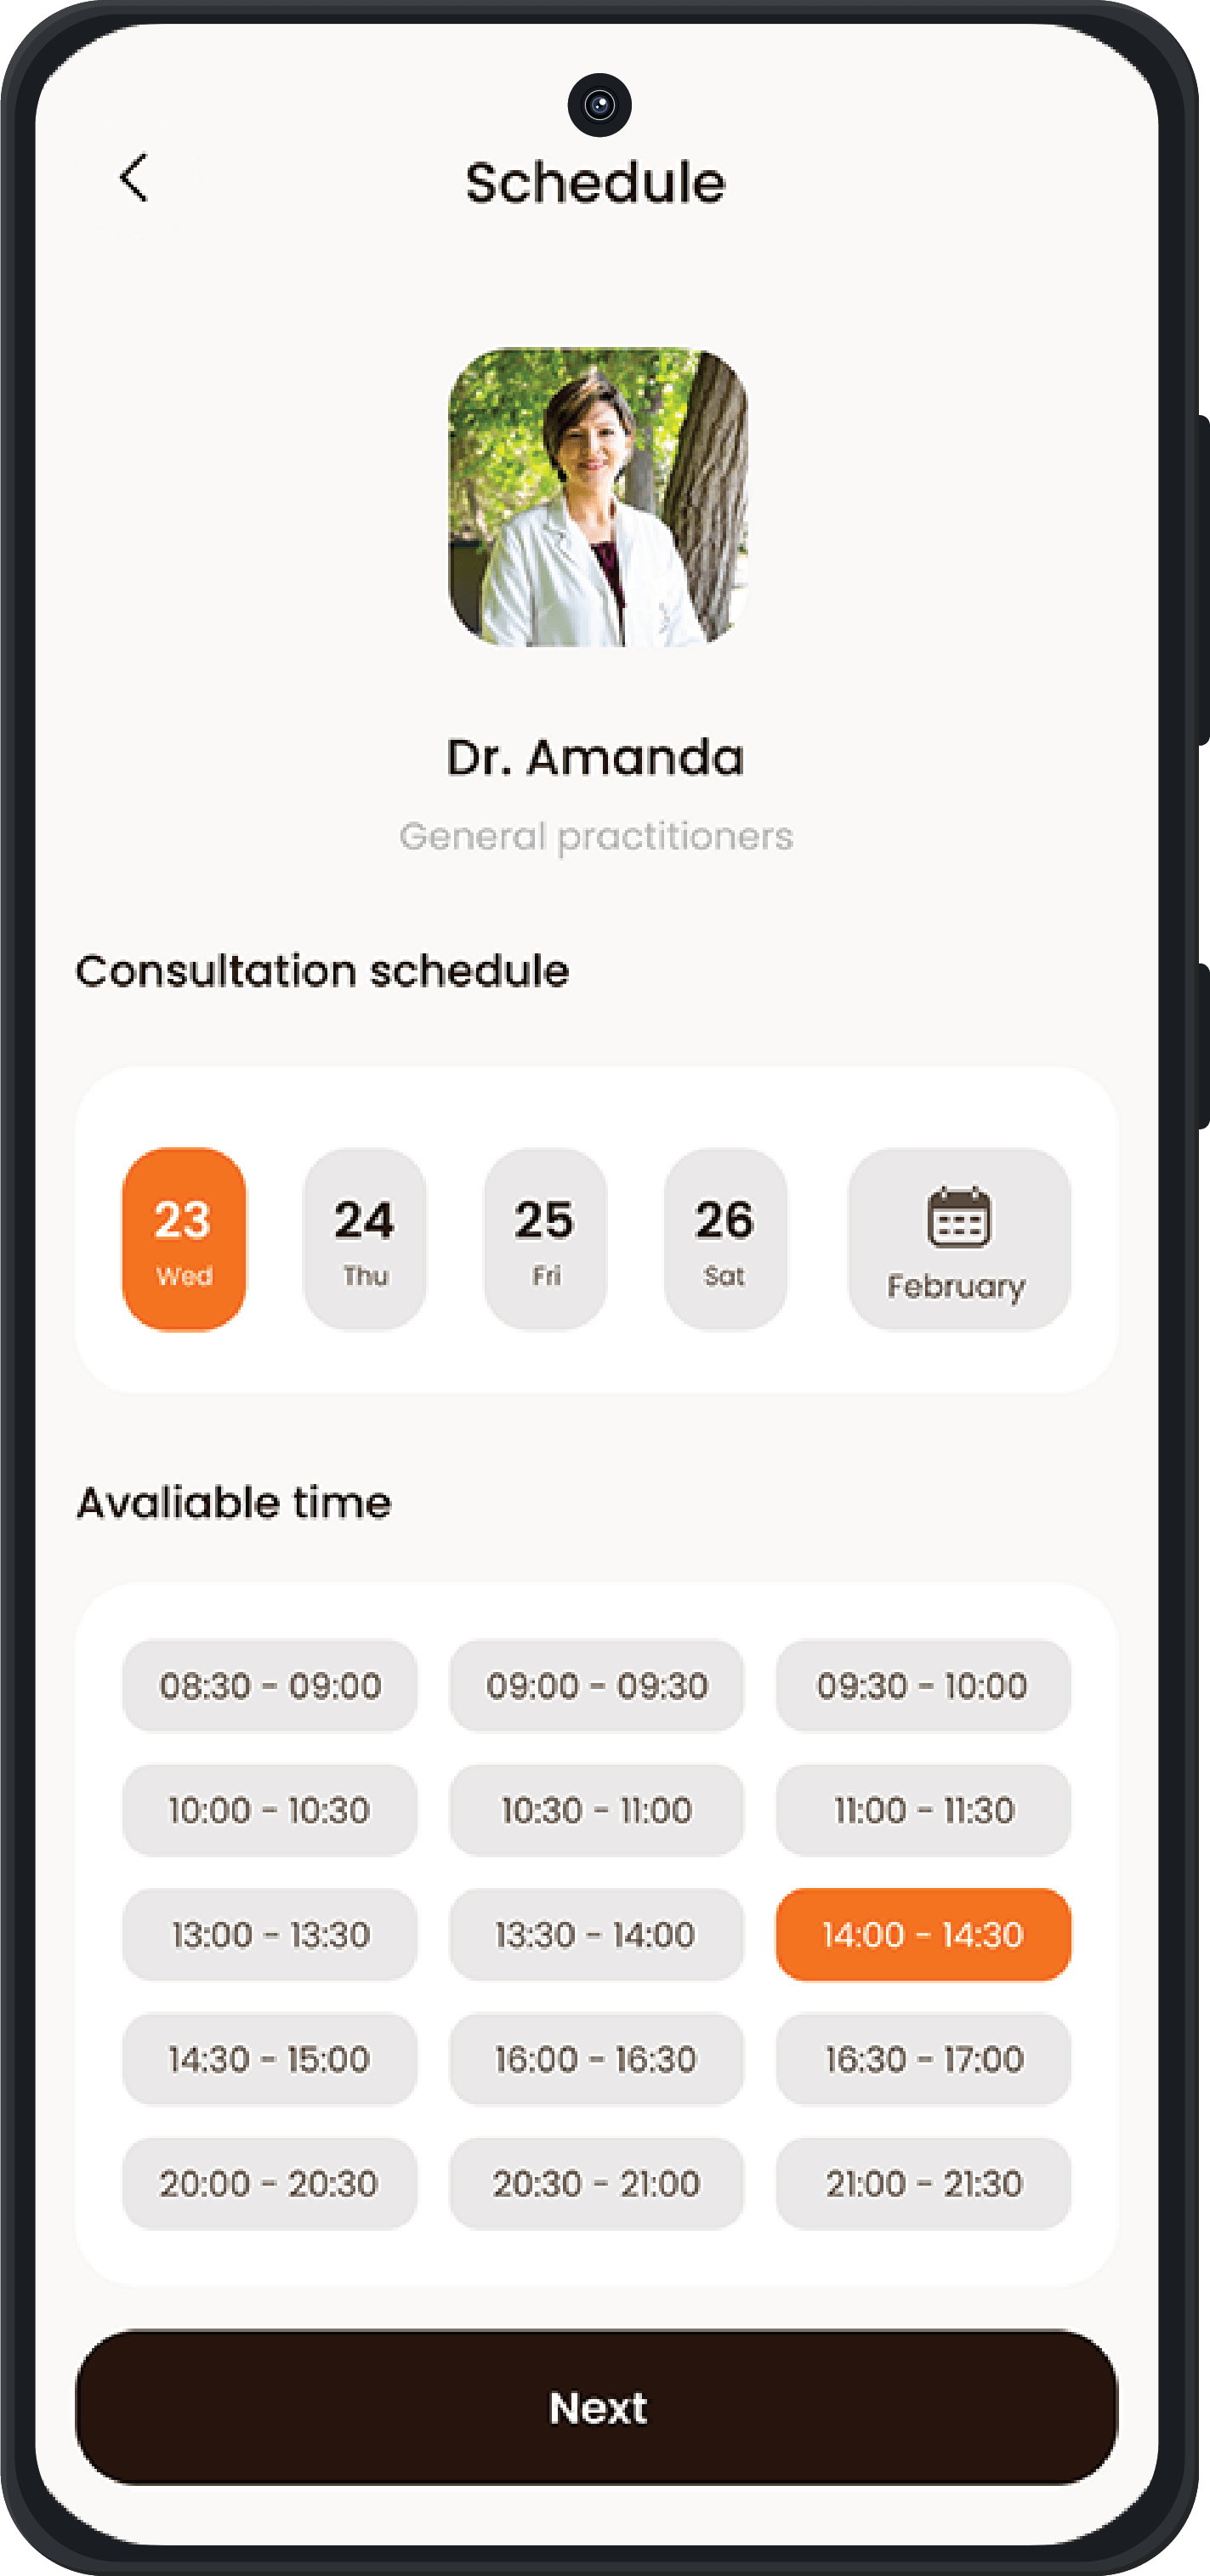 Schedule
Dr. Amanda
General practitioners
Consultation schedule
23 24 25 26
Wed Thu Fri Sat February
Avaliable time
08:30 - 09:00 09:00 - 09:30 09:30 - 10:00
10:00 - 10:30 10:30 - 11:00 11:00 - 11:30
13:00 - 13:30 13:30 - 14:00 14:00 - 14:30
14:30 - 15:00 16:00 - 16:30 16:30 - 17:00
20:00 - 20:30 20:30 - 21:00 21:00 - 21:30
Next